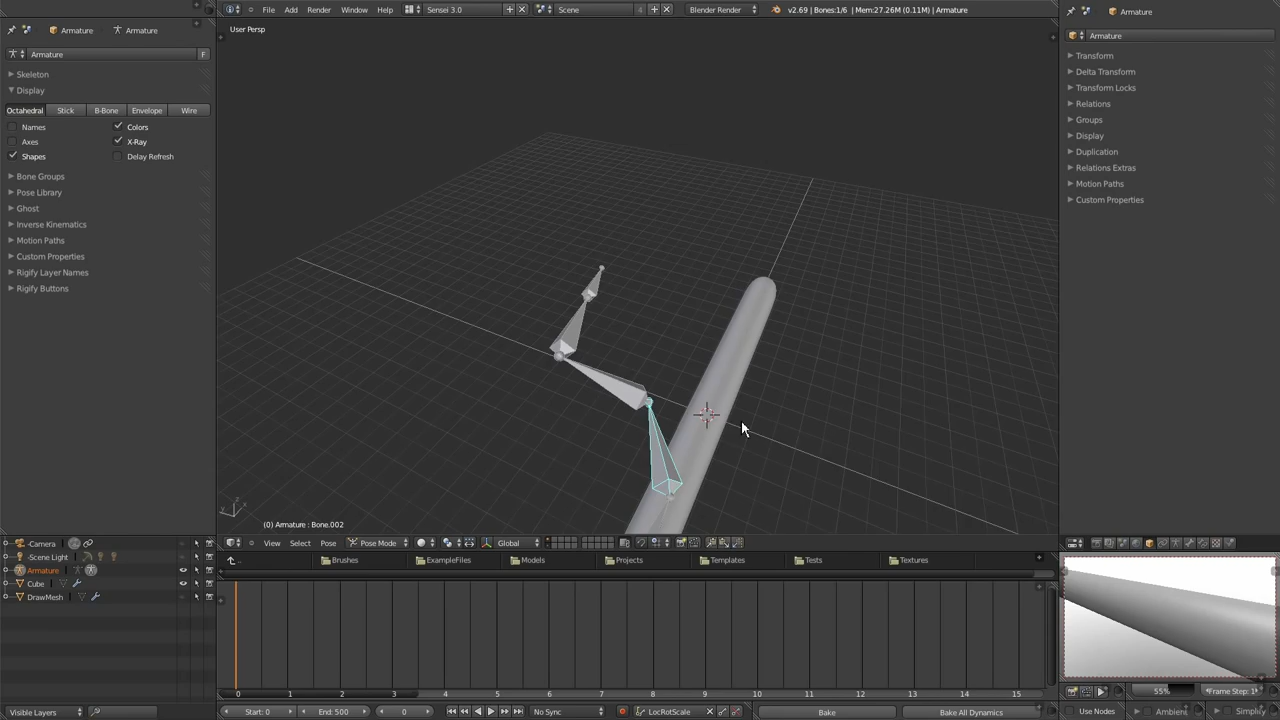 File Add Render Window Help Sensei 3.0 Scene 4 Blender Render v2.69 | Bones:1/6 | Mem:27.26M (0.11M) | Armature
Armature Armature
Armature F
Skeleton
Display
Octahedral Stick B-Bone Envelope Wire
Names Colors
Axes X-Ray
Shapes Delay Refresh
Bone Groups
Pose Library
Ghost
Inverse Kinematics
Motion Paths
Custom Properties
Rigify Layer Names
Rigify Buttons
User Persp
(0) Armature : Bone.002
Armature
Armature
Transform
Delta Transform
Transform Locks
Relations
Groups
Display
Duplication
Relations Extras
Motion Paths
Custom Properties
View Select Pose Pose Mode Global
Camera
Scene Light
Armature
Cube
DrawMesh
Visible Layers
.. Brushes ExampleFiles Models Projects Templates Tests Textures
0 1 2 3 4 5 6 7 8 9 10 11 12 13 14 15
Start: 0 End: 500 0 No Sync LocRotScale Bake Bake All Dynamics
55% Frame Step: 1
Use Nodes Ambient Simplify